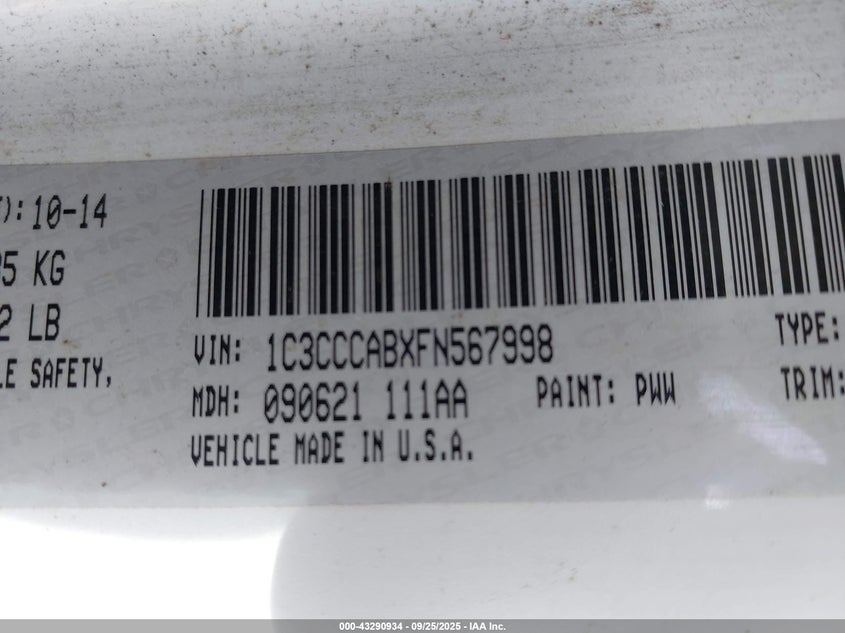 ): 10-14
5 KG
2 LB
LE SAFETY,
VIN: 1C3CCCABXFN567998
TYPE:
MDH: 090621 111AA
PAINT: PWW
TRIM:
VEHICLE MADE IN U.S.A.
000-43290934 - 09/25/2025 - IAA Inc.